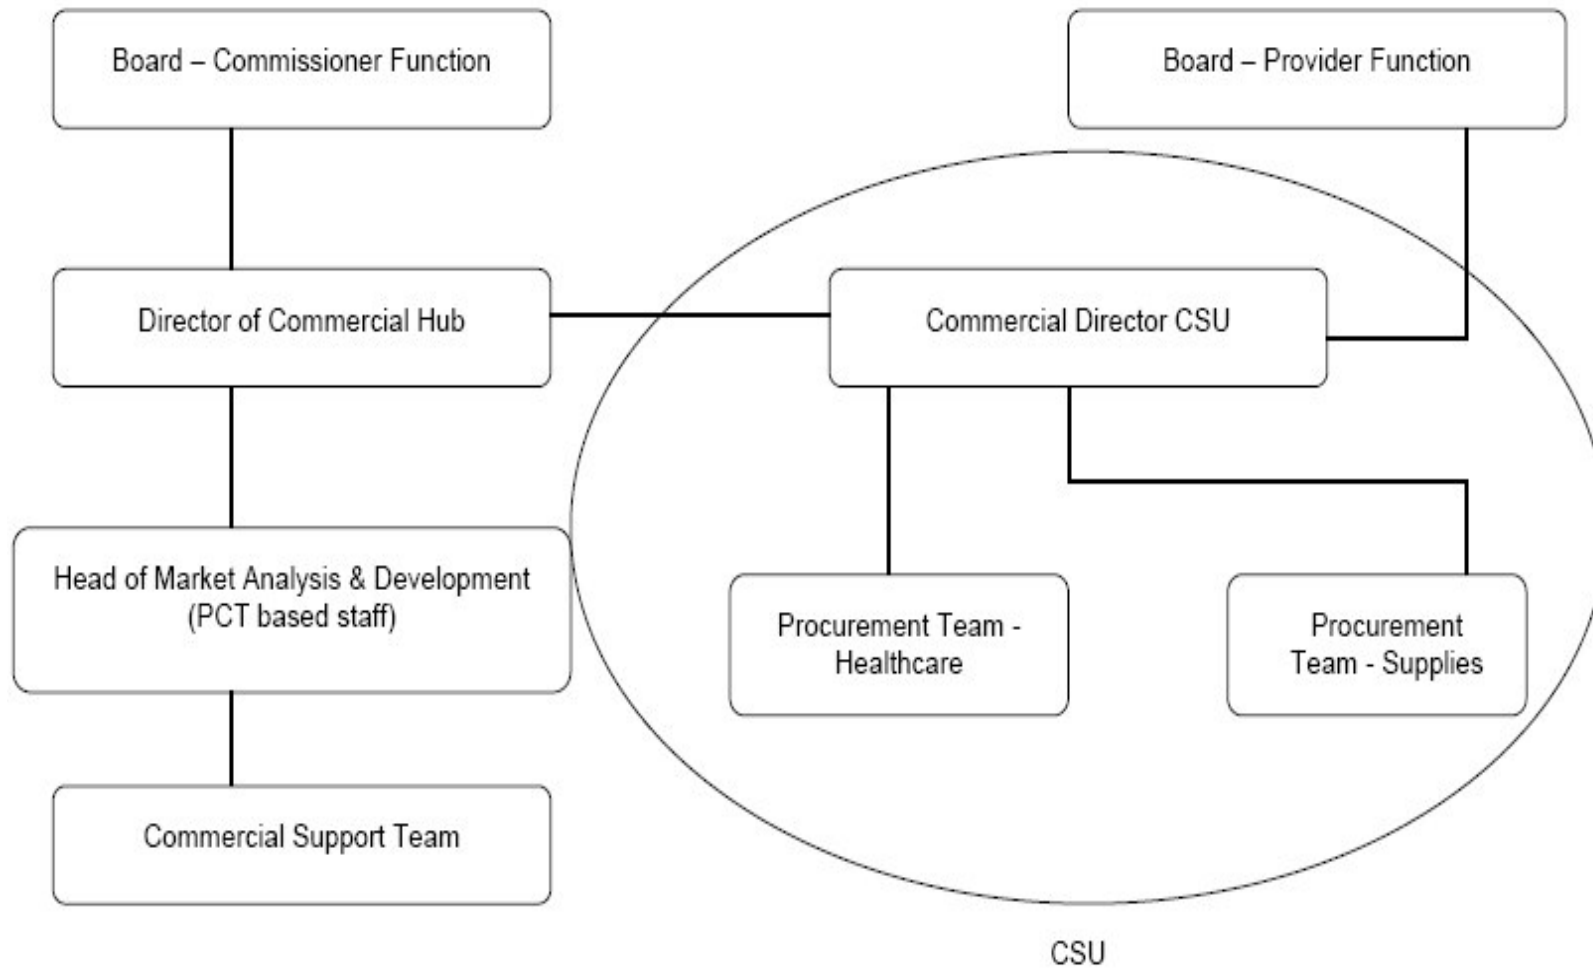 Board – Commissioner Function
Board – Provider Function
Director of Commercial Hub
Commercial Director CSU
Head of Market Analysis & Development
(PCT based staff)
Procurement Team -
Healthcare
Procurement
Team - Supplies
Commercial Support Team
CSU